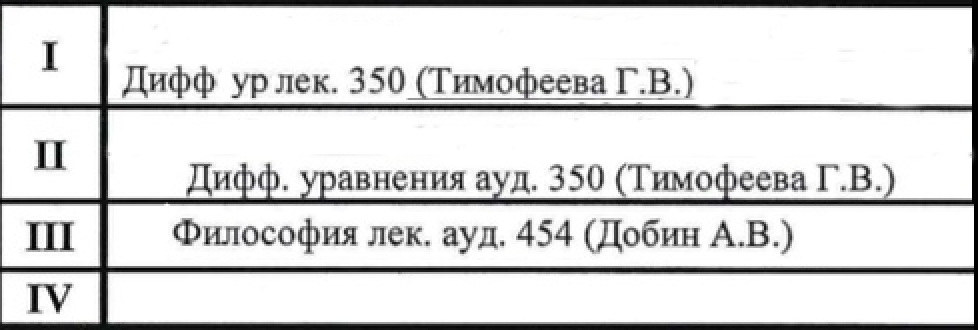 I
Дифф ур лек. 350 (Тимофеева Г.В.)
II
Дифф. уравнения ауд. 350 (Тимофеева Г.В.)
III
Философия лек. ауд. 454 (Добин А.В.)
IV